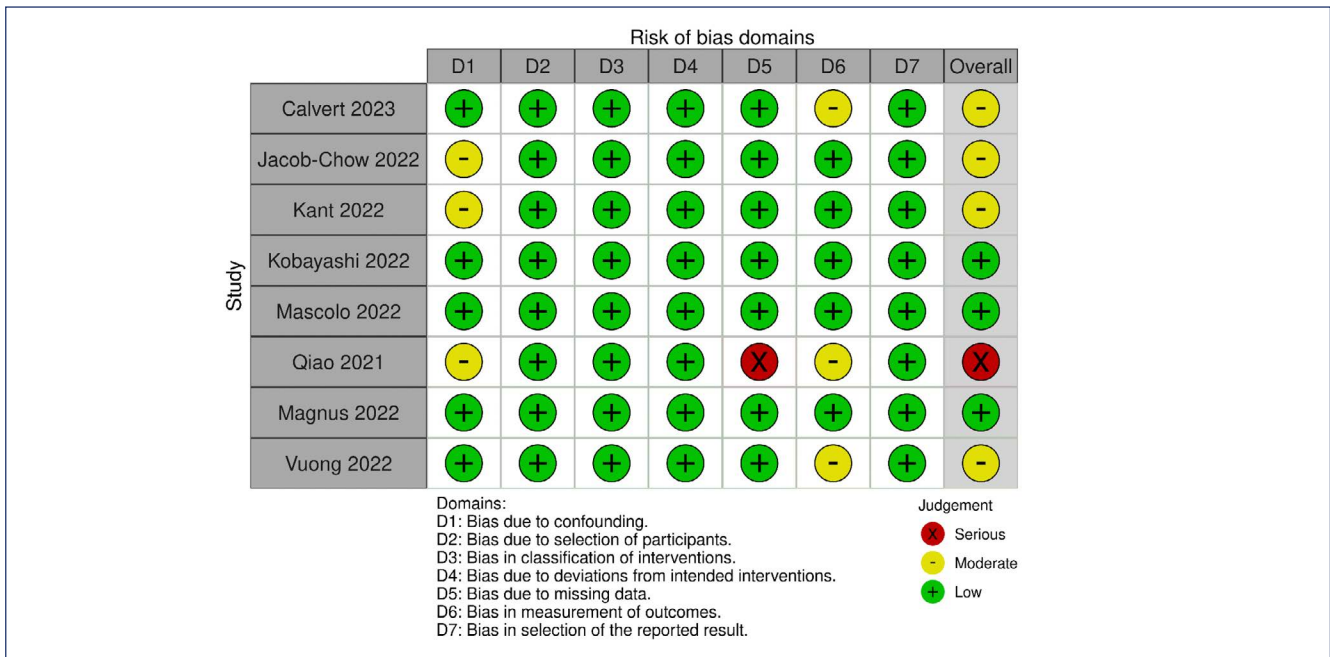 Risk of bias domains
D1 D2 D3 D4 D5 D6 D7 Overall
Study
Calvert 2023 + + + + + - + -
Jacob-Chow 2022 - + + + + + + -
Kant 2022 - + + + + + + -
Kobayashi 2022 + + + + + + + +
Mascolo 2022 + + + + + + + +
Qiao 2021 - + + + X - + X
Magnus 2022 + + + + + + + +
Vuong 2022 + + + + + - + -
Domains:
D1: Bias due to confounding.
D2: Bias due to selection of participants.
D3: Bias in classification of interventions.
D4: Bias due to deviations from intended interventions.
D5: Bias due to missing data.
D6: Bias in measurement of outcomes.
D7: Bias in selection of the reported result.
Judgement
X Serious
- Moderate
+ Low